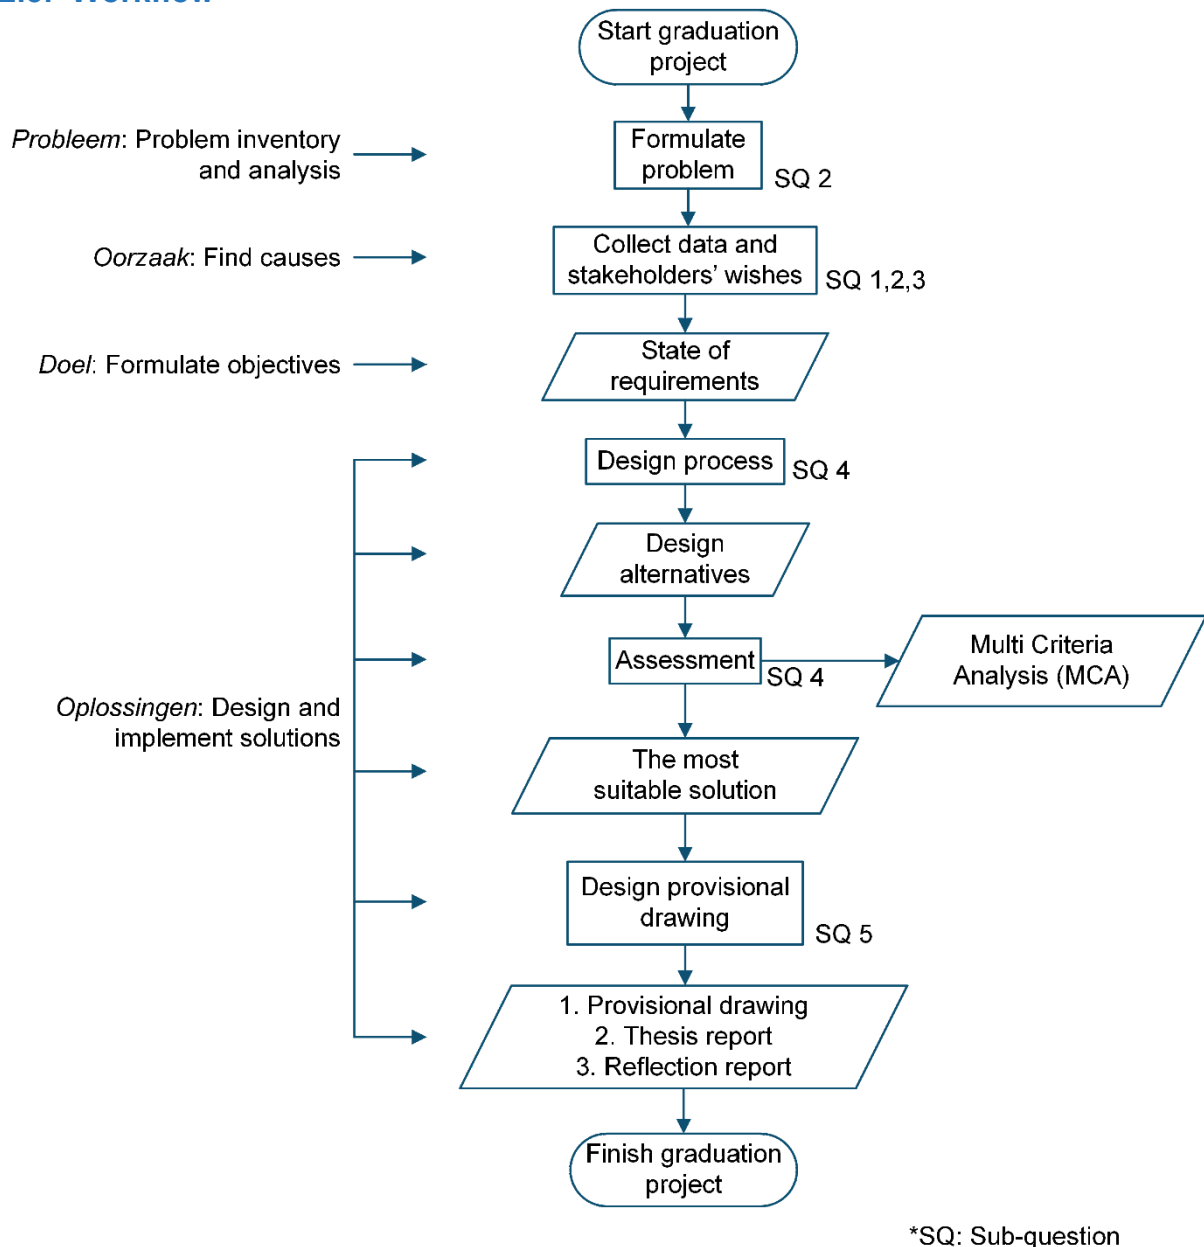 Workflow
Start graduation
project
Probleem: Problem inventory
and analysis
Formulate
problem
SQ 2
Oorzaak: Find causes
Collect data and
stakeholders’ wishes
SQ 1,2,3
Doel: Formulate objectives
State of
requirements
Design process
SQ 4
Design
alternatives
Assessment
SQ 4
Multi Criteria
Analysis (MCA)
Oplossingen: Design and
implement solutions
The most
suitable solution
Design provisional
drawing
SQ 5
1. Provisional drawing
2. Thesis report
3. Reflection report
Finish graduation
project
*SQ: Sub-question